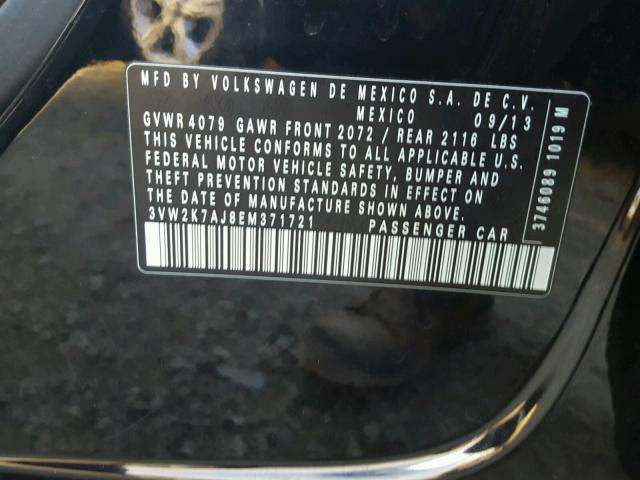 MFD BY VOLKSWAGEN DE MEXICO S.A. DE C.V.
MEXICO 09/13
GVWR 4079 GAWR FRONT 2072 / REAR 2116 LBS
THIS VEHICLE CONFORMS TO ALL APPLICABLE U.S.
FEDERAL MOTOR VEHICLE SAFETY, BUMPER AND
THEFT PREVENTION STANDARDS IN EFFECT ON
THE DATE OF MANUFACTURE SHOWN ABOVE.
3VW2K7AJ8EM371721 PASSENGER CAR
3746089 1019 M